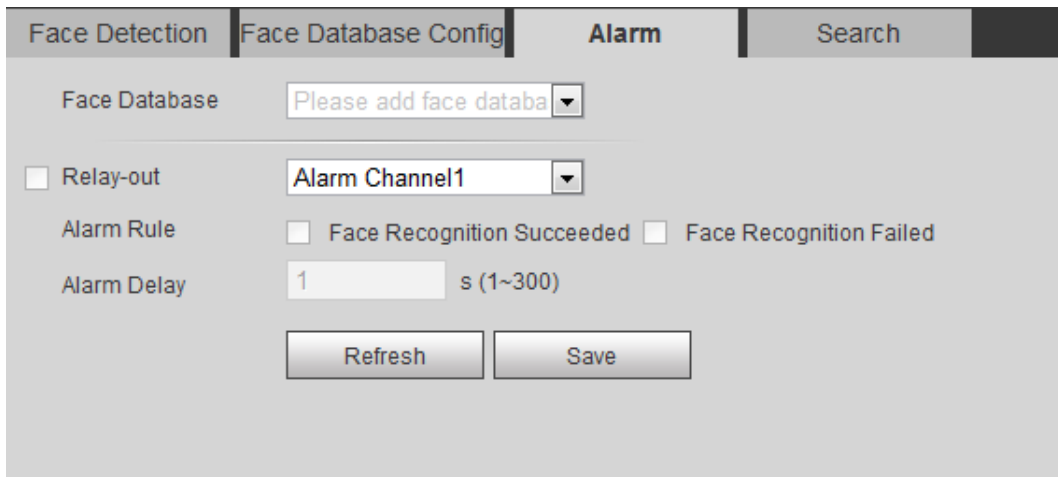 Face Detection Face Database Config Alarm Search
Face Database Please add face databa
Relay-out Alarm Channel1
Alarm Rule Face Recognition Succeeded Face Recognition Failed
Alarm Delay 1 s (1~300)
Refresh Save